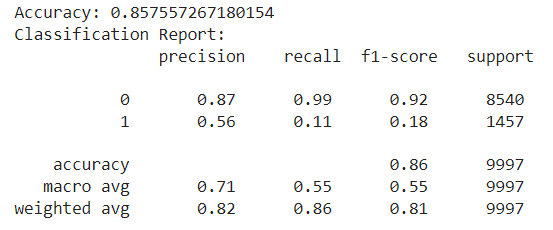 Accuracy: 0.857557267180154
Classification Report:
precision recall f1-score support
0 0.87 0.99 0.92 8540
1 0.56 0.11 0.18 1457
accuracy 0.86 9997
macro avg 0.71 0.55 0.55 9997
weighted avg 0.82 0.86 0.81 9997